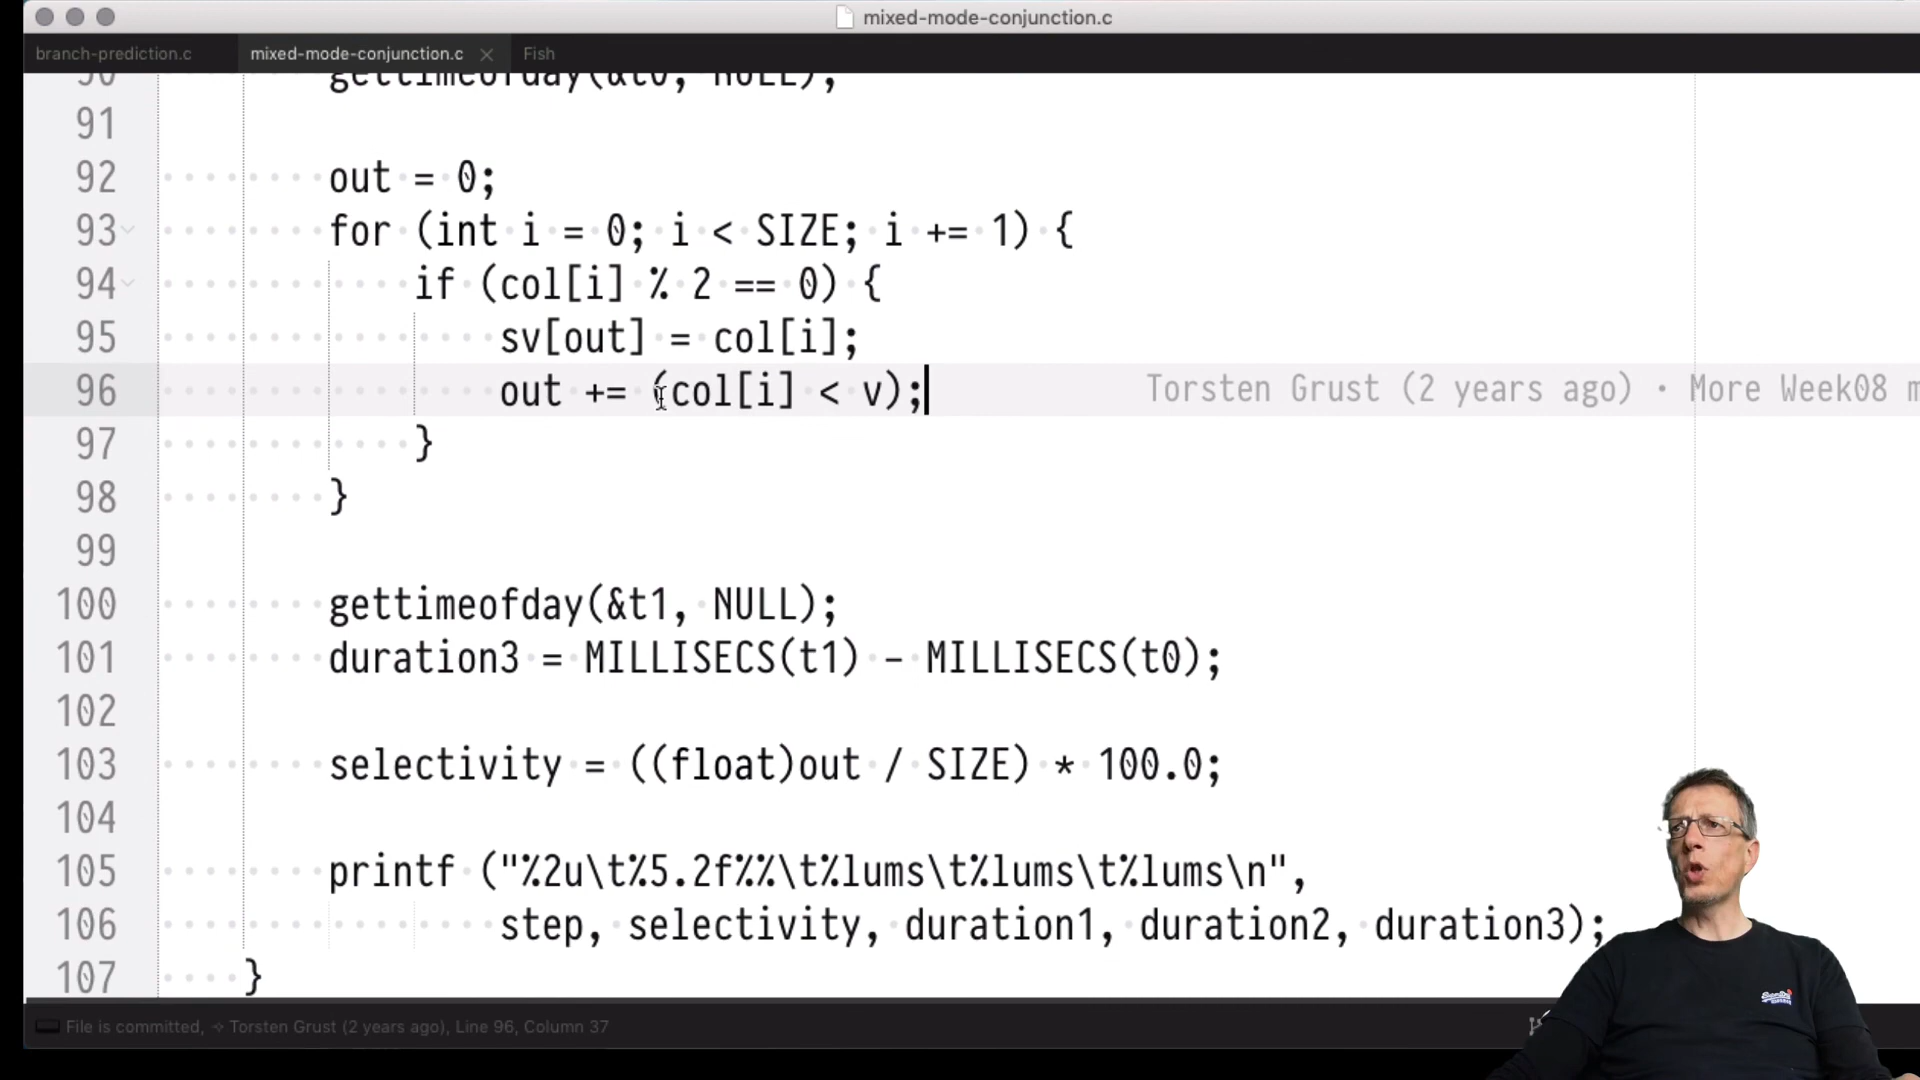 mixed-mode-conjunction.c
branch-prediction.c mixed-mode-conjunction.c Fish
90 gettimeofday(&t0, NULL);
91
92 out = 0;
93 for (int i = 0; i < SIZE; i += 1) {
94 if (col[i] % 2 == 0) {
95 sv[out] = col[i];
96 out += (col[i] < v); Torsten Grust (2 years ago) · More Week08 m
97 }
98 }
99
100 gettimeofday(&t1, NULL);
101 duration3 = MILLISECS(t1) - MILLISECS(t0);
102
103 selectivity = ((float)out / SIZE) * 100.0;
104
105 printf ("%2u\t%5.2f%%\t%lums\t%lums\t%lums\n",
106 step, selectivity, duration1, duration2, duration3);
107 }
File is committed, Torsten Grust (2 years ago), Line 96, Column 37